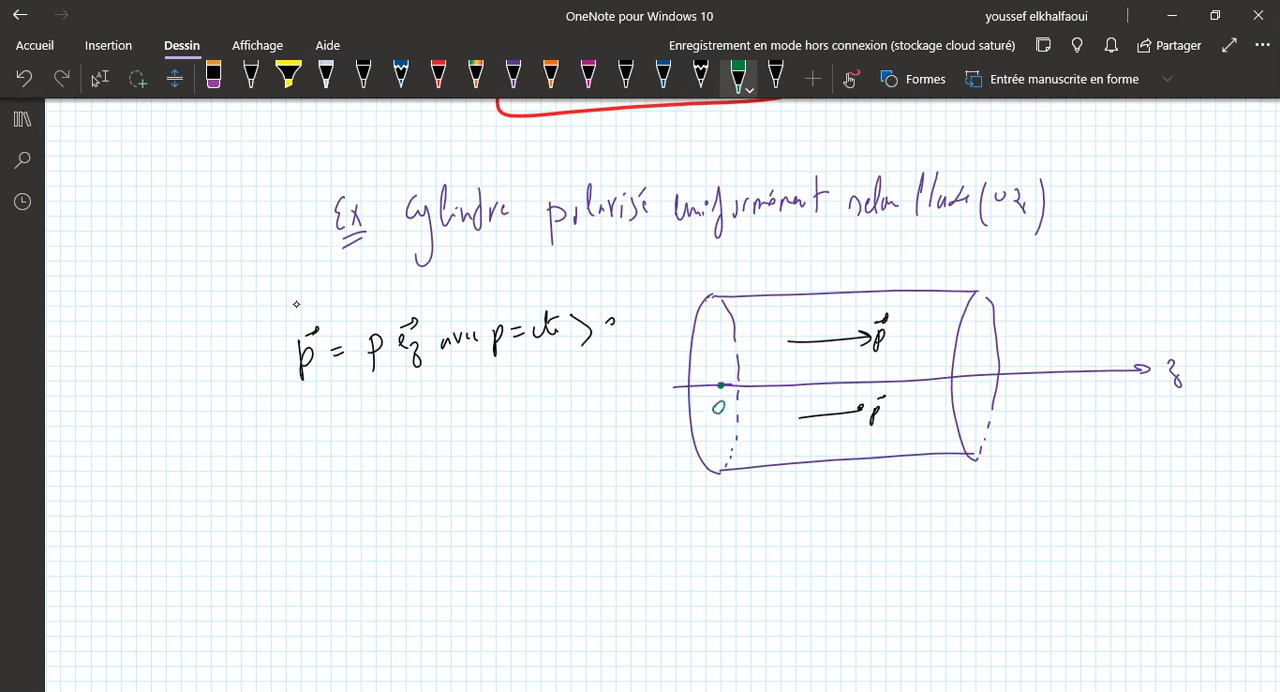 OneNote pour Windows 10
youssef elkhalfaoui
Accueil Insertion Dessin Affichage Aide
Enregistrement en mode hors connexion (stockage cloud saturé)
Partager
Formes
Entrée manuscrite en forme
Ex Cylindre polarisé uniformément selon l'axe (oz)
p⃗ = p e⃗z avec p = cte > 0
p⃗
z
O
p⃗